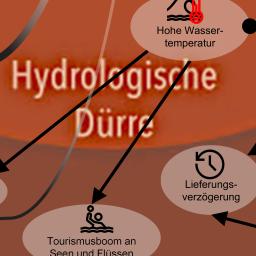 Hohe Wasser-
temperatur
Hydrologische
Dürre
Lieferungs-
verzögerung
Tourismusboom an
Seen und Flüssen